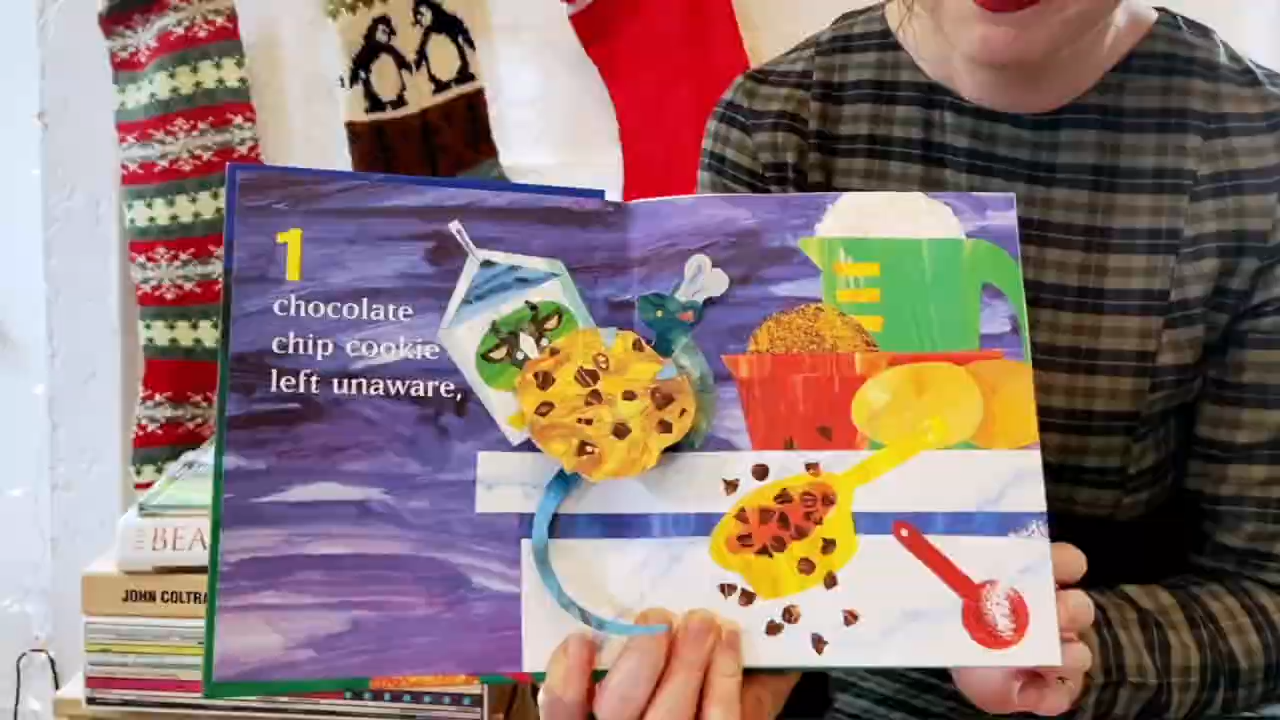 1
chocolate
chip cookie
left unaware,
BEA
JOHN COLTRA